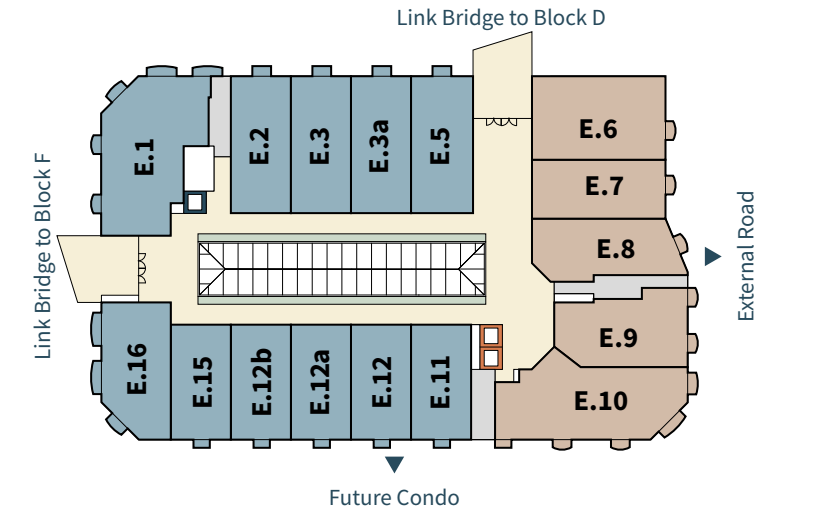 Link Bridge to Block D
E.1
E.2
E.3
E.3a
E.5
E.6
E.7
E.8
E.9
E.10
E.16
E.15
E.12b
E.12a
E.12
E.11
Link Bridge to Block F
External Road
Future Condo